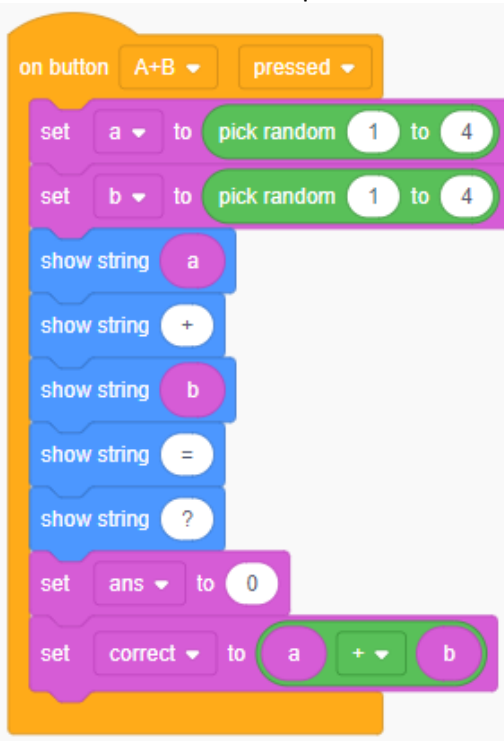 on button A+B pressed
set a to pick random 1 to 4
set b to pick random 1 to 4
show string a
show string +
show string b
show string =
show string ?
set ans to 0
set correct to a + b